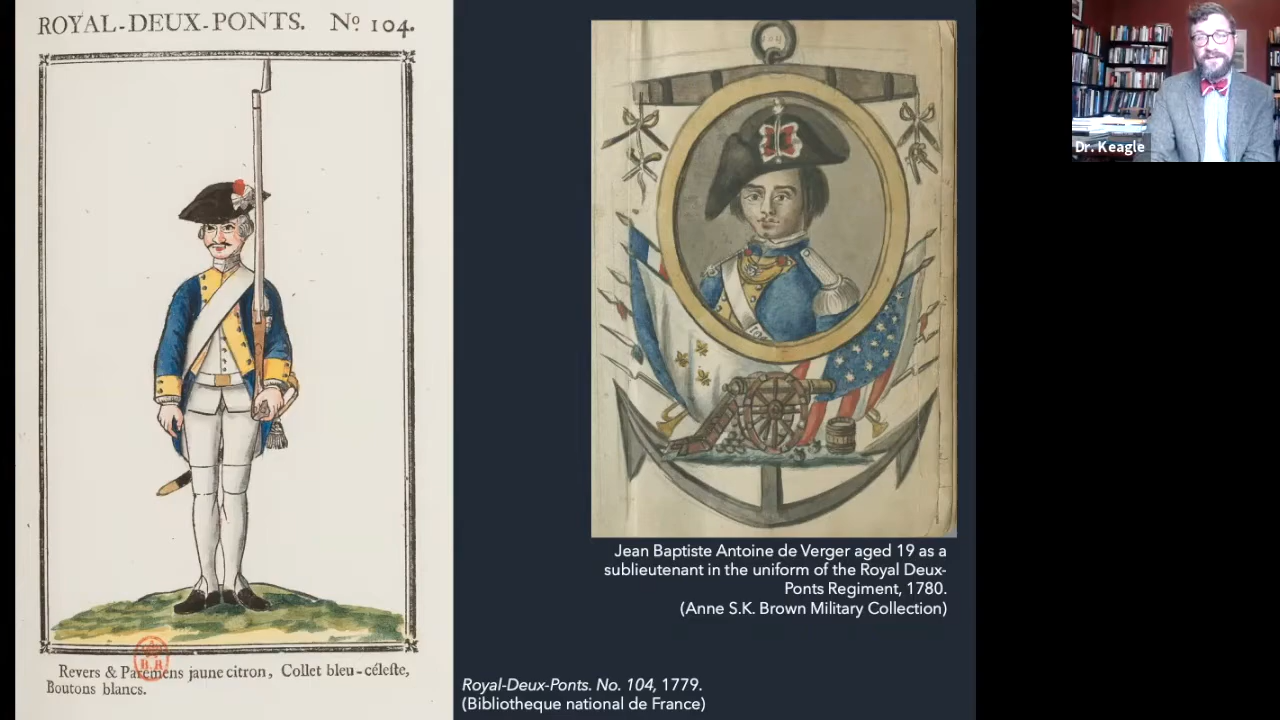 ROYAL-DEUX-PONTS. Nº 104.
Revers & Paremens jaune citron, Collet bleu-céleſte,
Boutons blancs.
Jean Baptiste Antoine de Verger aged 19 as a
sublieutenant in the uniform of the Royal Deux-
Ponts Regiment, 1780.
(Anne S.K. Brown Military Collection)
Royal-Deux-Ponts. No. 104, 1779.
(Bibliotheque national de France)
Dr. Keagle